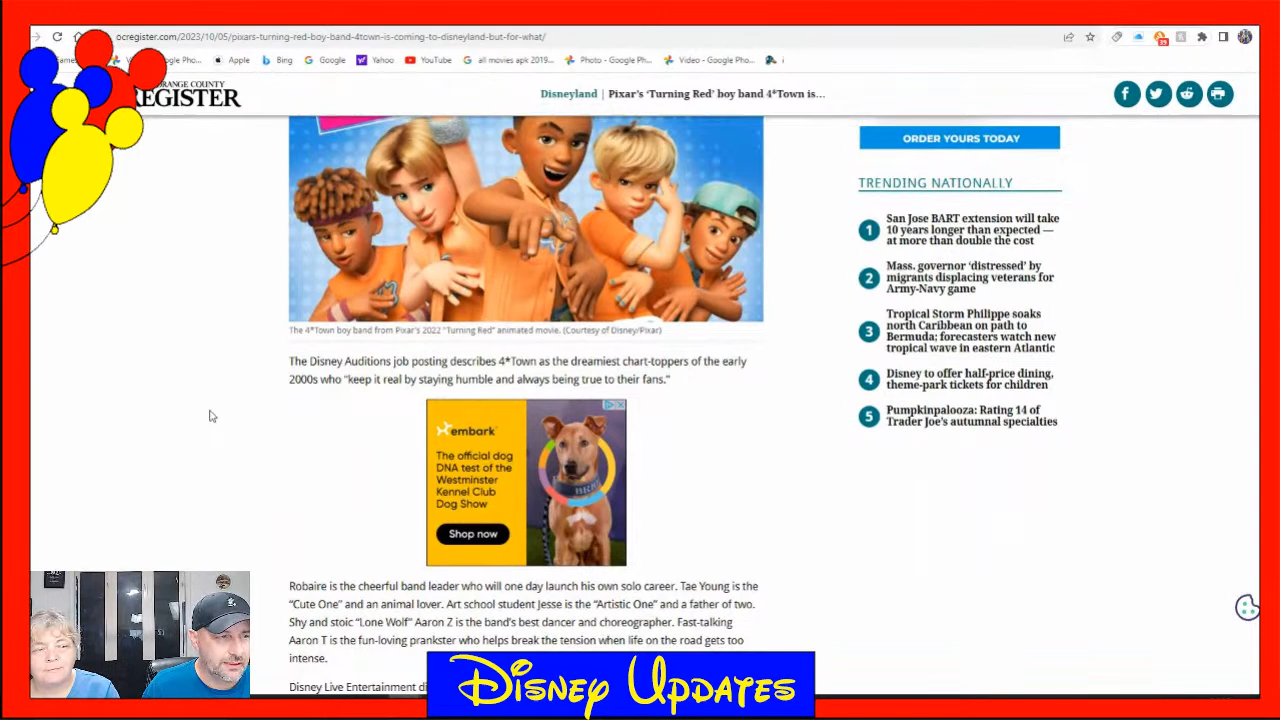 ocregister.com/2023/10/05/pixars-turning-red-boy-band-4town-is-coming-to-disneyland-but-for-what/
39
Apple
Bing
Google
Yahoo
YouTube
all movies apk 2019...
Photo - Google Ph...
Video - Google Pho...
ORANGE COUNTY
REGISTER
Disneyland | Pixar's ‘Turning Red’ boy band 4*Town is...
The 4*Town boy band from Pixar's 2022 “Turning Red” animated movie. (Courtesy of Disney/Pixar)
The Disney Auditions job posting describes 4*Town as the dreamiest chart-toppers of the early
2000s who “keep it real by staying humble and always being true to their fans.”
embark
The official dog
DNA test of the
Westminster
Kennel Club
Dog Show
Shop now
Robaire is the cheerful band leader who will one day launch his own solo career. Tae Young is the
“Cute One” and an animal lover. Art school student Jesse is the “Artistic One” and a father of two.
Shy and stoic “Lone Wolf” Aaron Z is the band's best dancer and choreographer. Fast-talking
Aaron T is the fun-loving prankster who helps break the tension when life on the road gets too
intense.
Disney Live Entertainment
ORDER YOURS TODAY
TRENDING NATIONALLY
1 San Jose BART extension will take
10 years longer than expected —
at more than double the cost
2 Mass. governor ‘distressed’ by
migrants displacing veterans for
Army-Navy game
3 Tropical Storm Philippe soaks
north Caribbean on path to
Bermuda; forecasters watch new
tropical wave in eastern Atlantic
4 Disney to offer half-price dining,
theme-park tickets for children
5 Pumpkinpalooza: Rating 14 of
Trader Joe's autumnal specialties
Disney Updates